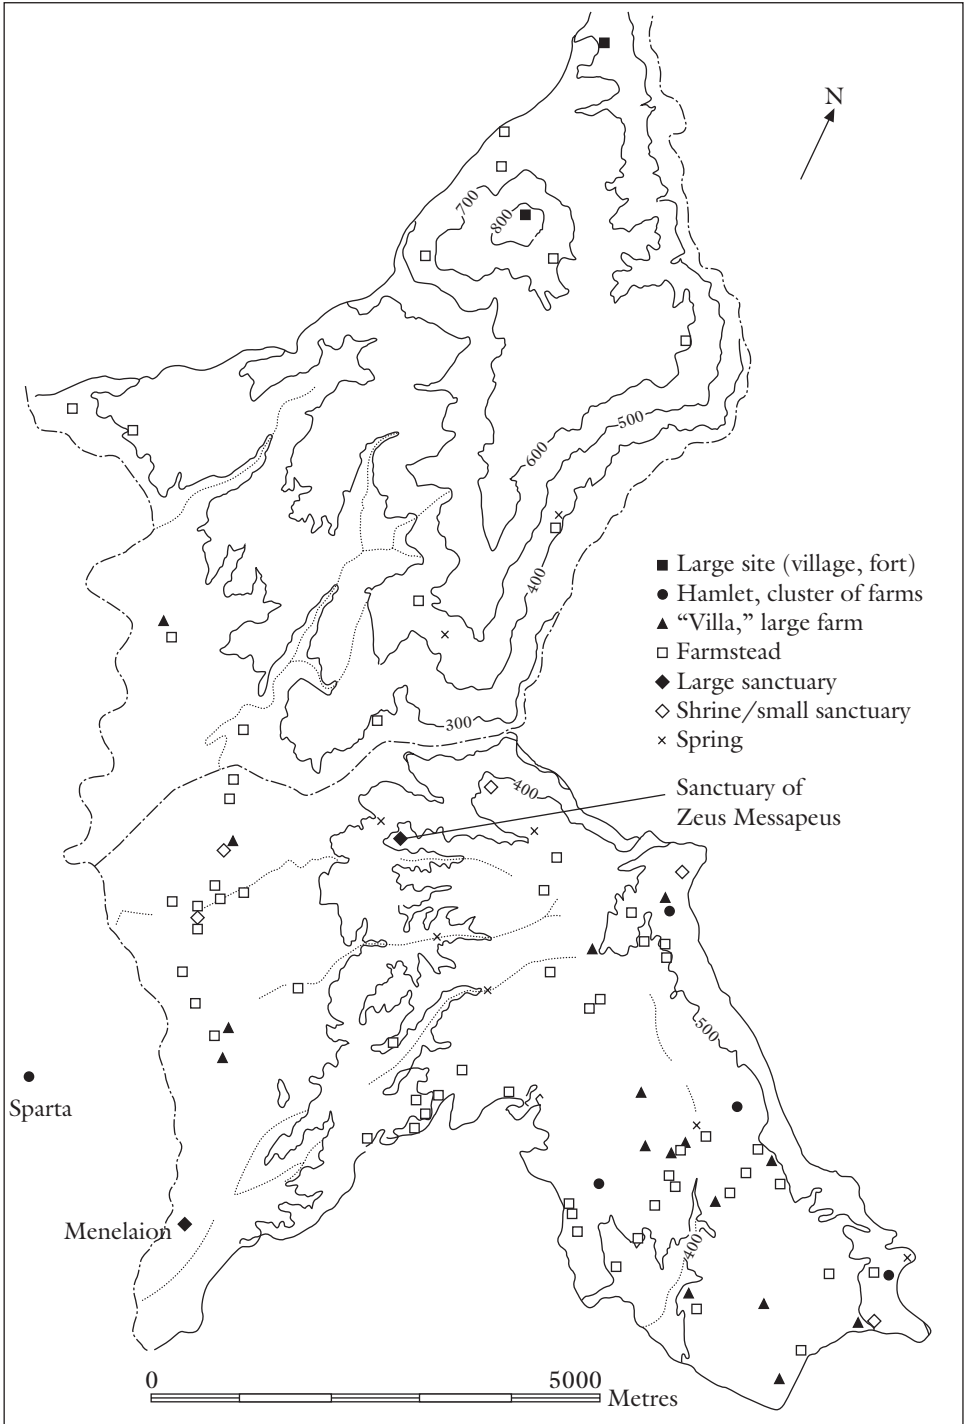 N
700
800
600
500
400
Large site (village, fort)
Hamlet, cluster of farms
“Villa,” large farm
Farmstead
Large sanctuary
Shrine/small sanctuary
Spring
300
400
Sanctuary of
Zeus Messapeus
500
Sparta
Menelaion
400
0 5000 Metres